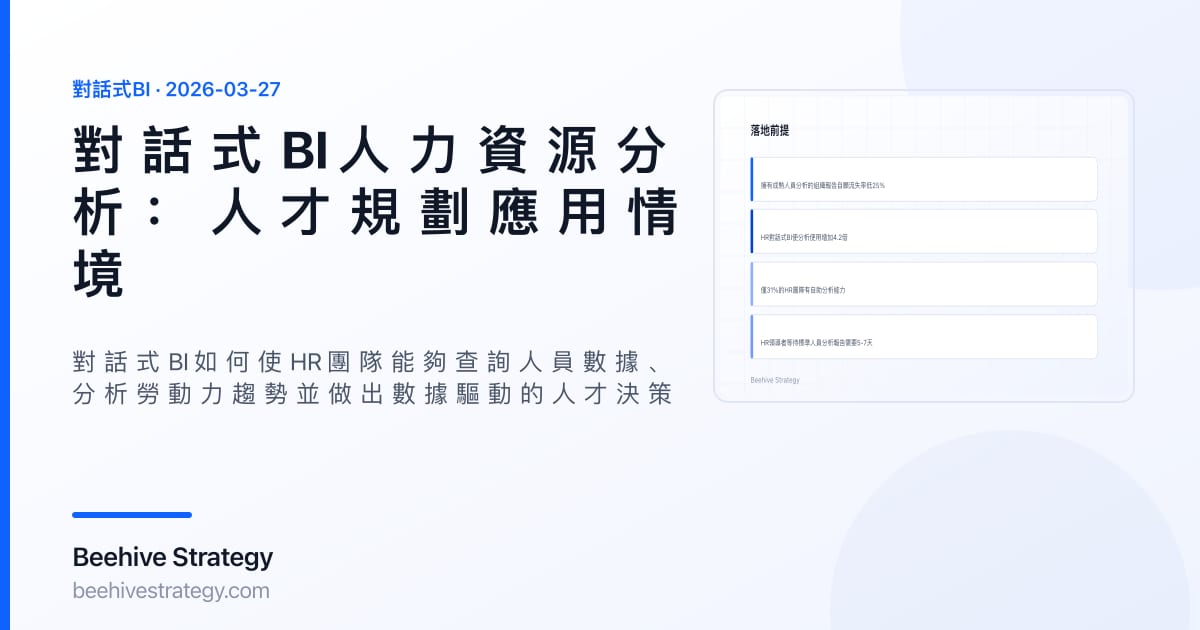 對話式BI · 2026-03-27
對話式BI人力資源分
析：人才規劃應用情
境
對話式BI如何使HR團隊能夠查詢人員數據、
分析勞動力趨勢並做出數據驅動的人才決策
Beehive Strategy
beehivestrategy.com
落地前提
擁有成熟人員分析的組織報告自願流失率低25%
HR對話式BI使分析使用增加4.2倍
僅31%的HR團隊有自助分析能力
HR領導者等待標準人員分析報告需要5-7天
Beehive Strategy